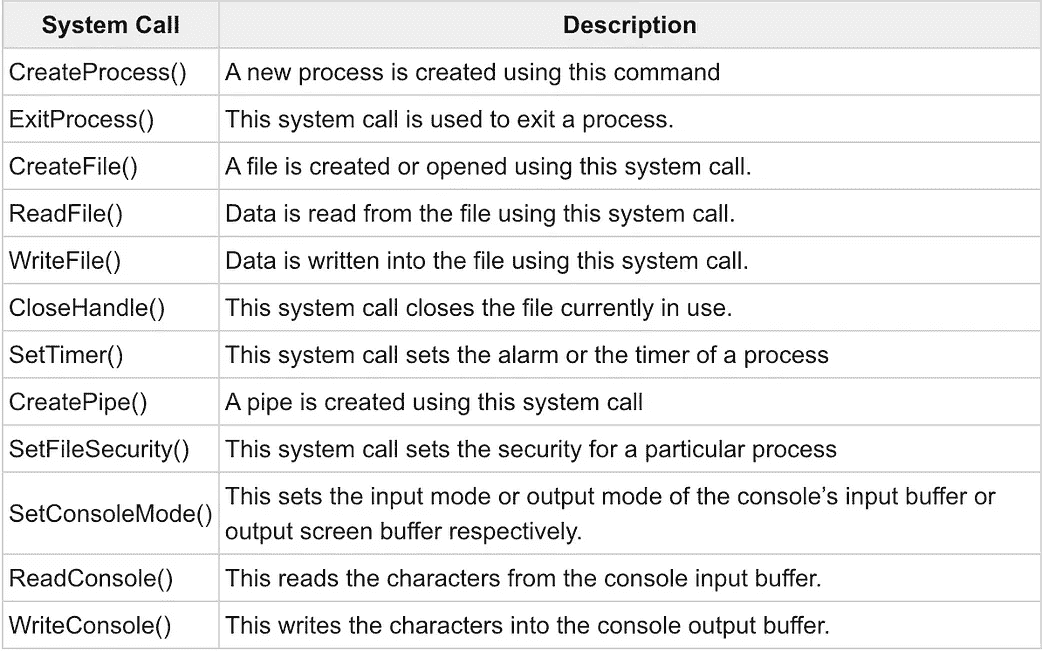 System Call Description
CreateProcess() A new process is created using this command
ExitProcess() This system call is used to exit a process.
CreateFile() A file is created or opened using this system call.
ReadFile() Data is read from the file using this system call.
WriteFile() Data is written into the file using this system call.
CloseHandle() This system call closes the file currently in use.
SetTimer() This system call sets the alarm or the timer of a process
CreatePipe() A pipe is created using this system call
SetFileSecurity() This system call sets the security for a particular process
SetConsoleMode() This sets the input mode or output mode of the console’s input buffer or
output screen buffer respectively.
ReadConsole() This reads the characters from the console input buffer.
WriteConsole() This writes the characters into the console output buffer.